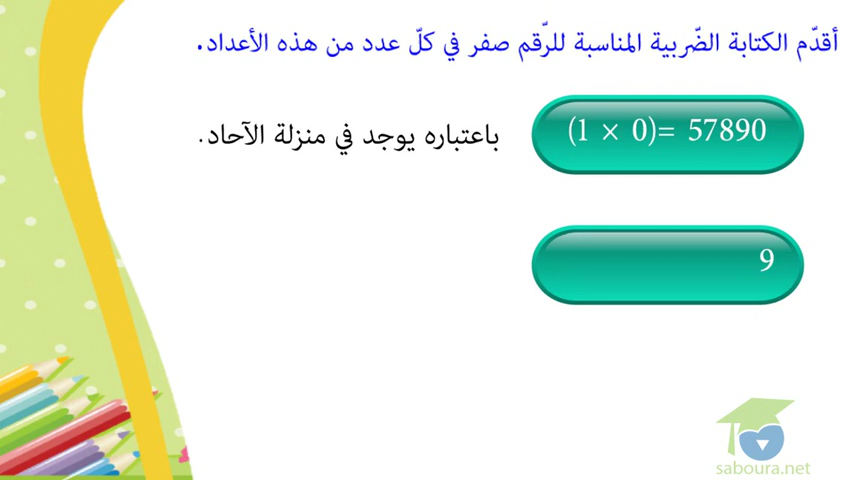 أقدّم الكتابة الضّربية المناسبة للرّقم صفر في كلّ عدد من هذه الأعداد.
(1 × 0)= 57890
باعتباره يوجد في منزلة الآحاد.
9
saboura.net